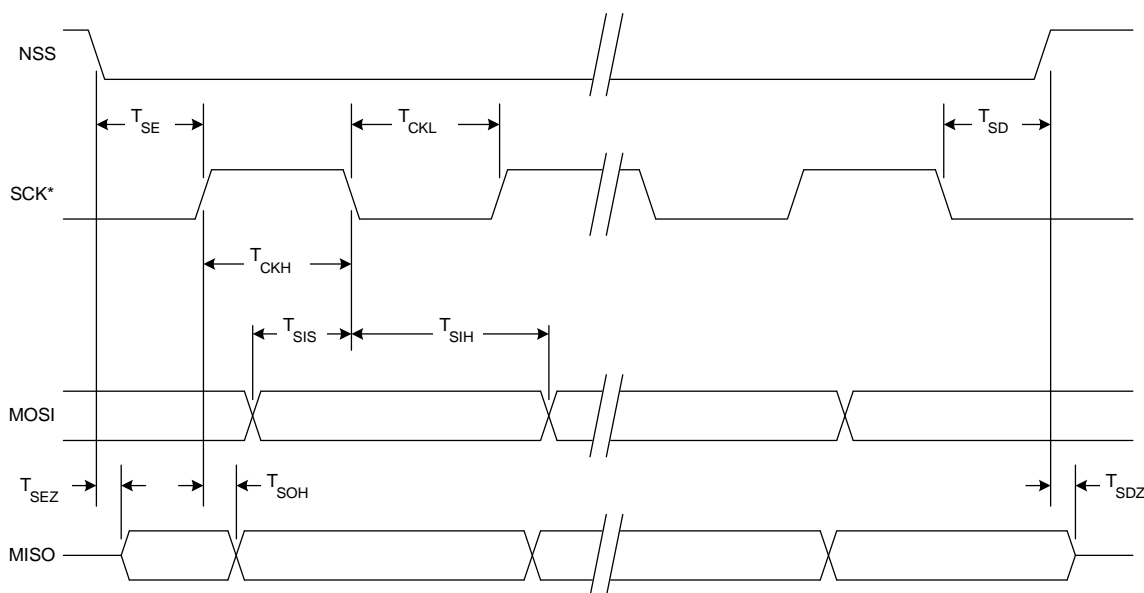 NSS
T_SE
T_CKL
T_SD
SCK*
T_CKH
T_SIS
T_SIH
MOSI
T_SEZ
T_SOH
T_SDZ
MISO